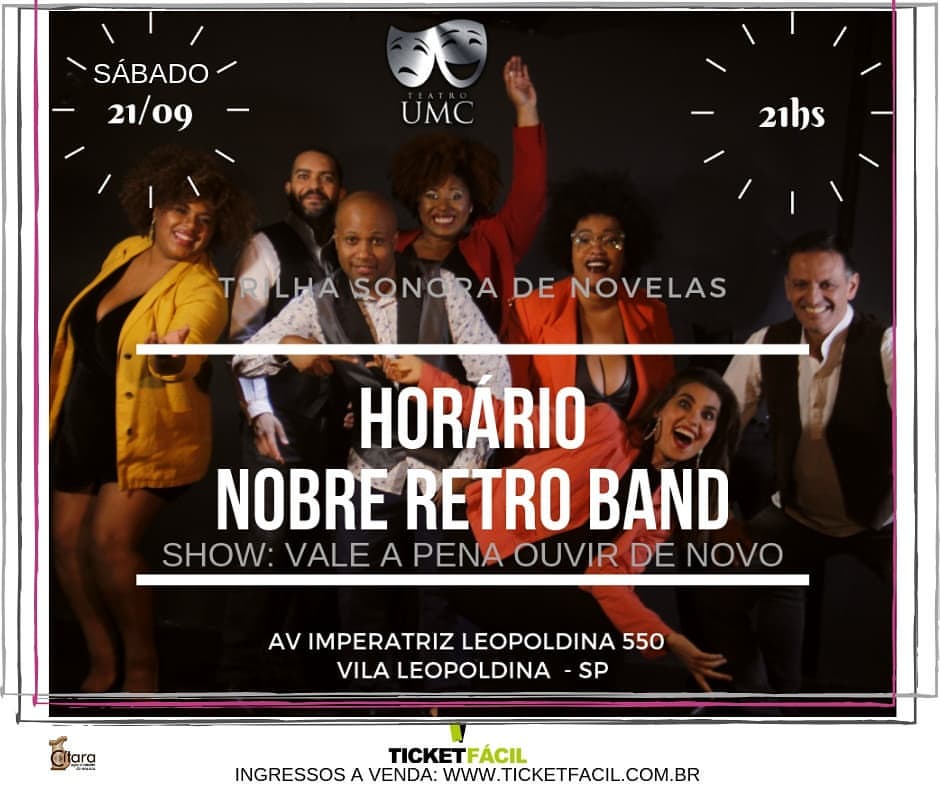 SÁBADO
21/09
TEATRO
UMC
21hs
TRILHA SONORA DE NOVELAS
HORÁRIO
NOBRE RETRO BAND
SHOW: VALE A PENA OUVIR DE NOVO
AV IMPERATRIZ LEOPOLDINA 550
VILA LEOPOLDINA - SP
TICKETFÁCIL
INGRESSOS A VENDA: WWW.TICKETFACIL.COM.BR